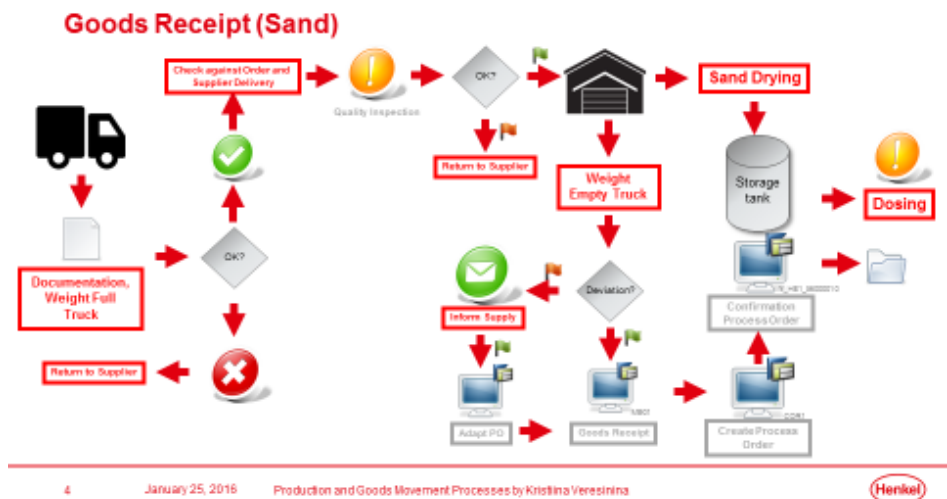 Goods Receipt (Sand)
Check against Order and
Supplier Delivery
Quality Inspection
OK?
Return to Supplier
Sand Drying
Weight
Empty Truck
Storage
tank
Dosing
Documentation,
Weight Full
Truck
OK?
Return to Supplier
Inform Supply
Deviation?
Adapt PO
Goods Receipt
Confirmation
Process Order
COR1
Create Process
Order
4
January 25, 2016
Production and Goods Movement Processes by Kristiina Veresinina
Henkel